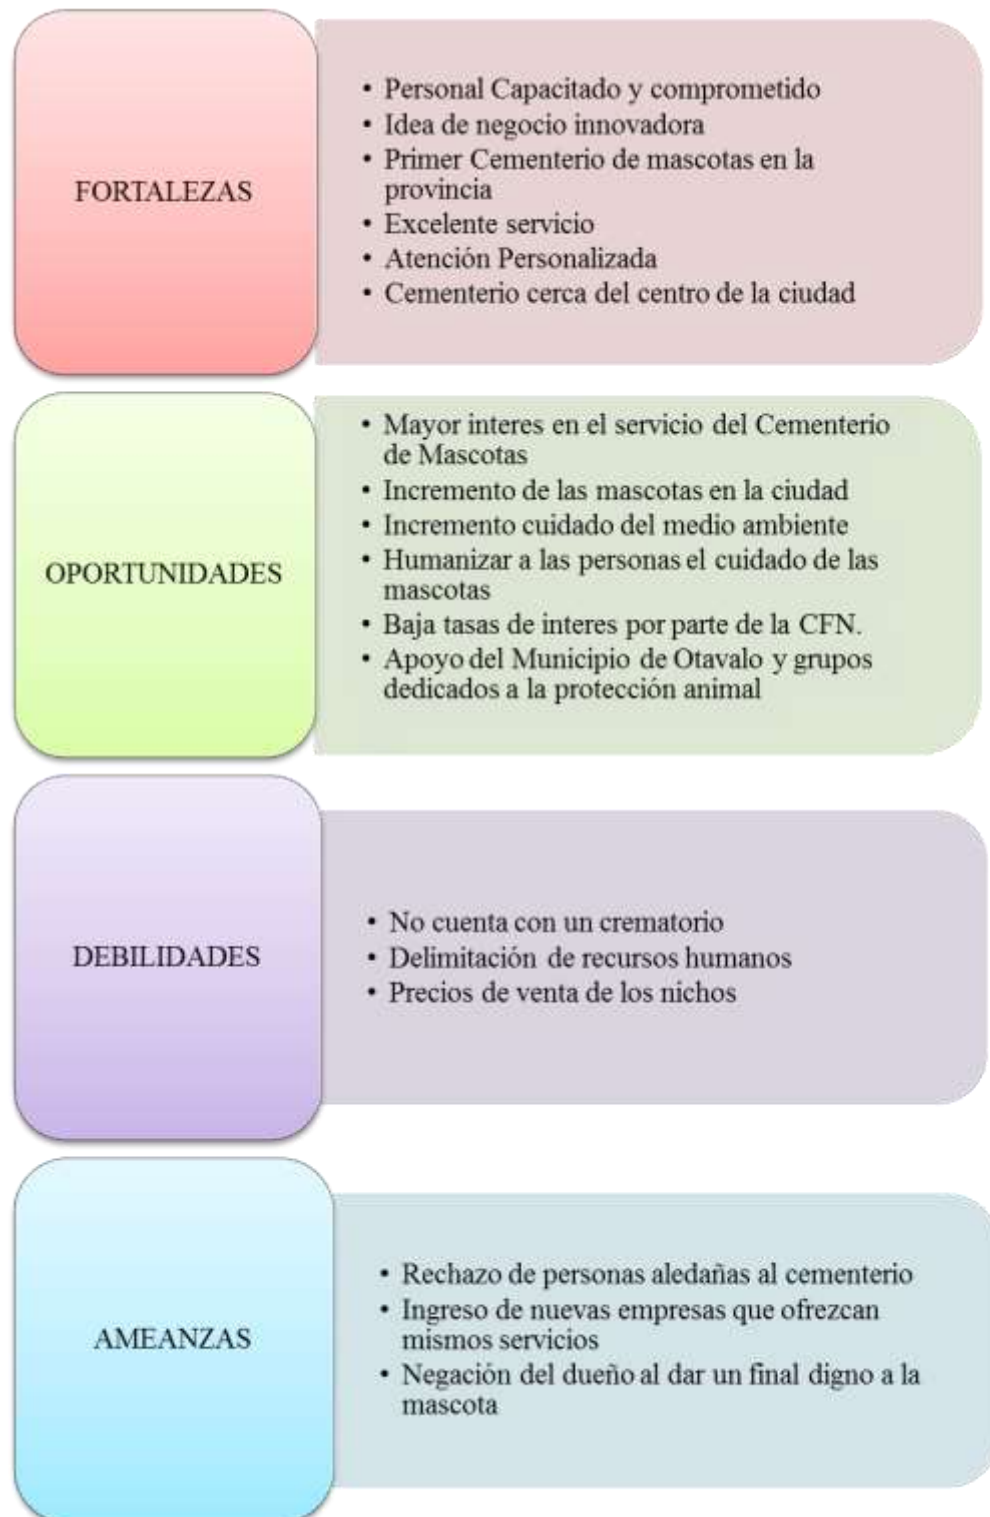 FORTALEZAS
• Personal Capacitado y comprometido
• Idea de negocio innovadora
• Primer Cementerio de mascotas en la
provincia
• Excelente servicio
• Atención Personalizada
• Cementerio cerca del centro de la ciudad
OPORTUNIDADES
• Mayor interes en el servicio del Cementerio
de Mascotas
• Incremento de las mascotas en la ciudad
• Incremento cuidado del medio ambiente
• Humanizar a las personas el cuidado de las
mascotas
• Baja tasas de interes por parte de la CFN.
• Apoyo del Municipio de Otavalo y grupos
dedicados a la protección animal
DEBILIDADES
• No cuenta con un crematorio
• Delimitación de recursos humanos
• Precios de venta de los nichos
AMEANZAS
• Rechazo de personas aledañas al cementerio
• Ingreso de nuevas empresas que ofrezcan
mismos servicios
• Negación del dueño al dar un final digno a la
mascota